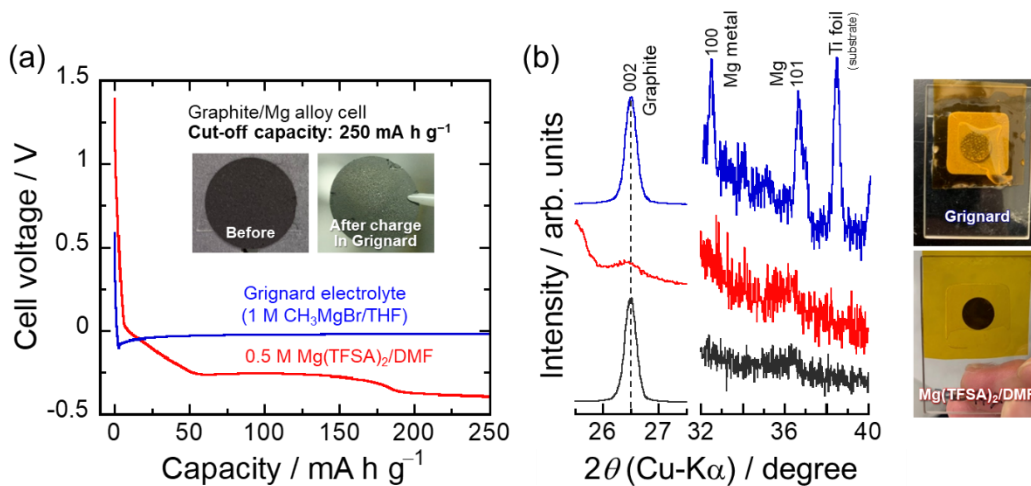 (a)
1.5
1
0.5
0
-0.5
Cell voltage / V
0
50
100
150
200
250
Capacity / mA h g⁻¹
Graphite/Mg alloy cell
Cut-off capacity: 250 mA h g⁻¹
Before
After charge
In Grignard
Grignard electrolyte
(1 M CH₃MgBr/THF)
0.5 M Mg(TFSA)₂/DMF
(b)
Intensity / arb. units
002
Graphite
100
Mg metal
Mg
101
Ti foil
(substrate)
26
27
32
34
36
38
40
2θ (Cu-Kα) / degree
Grignard
Mg(TFSA)₂/DMF